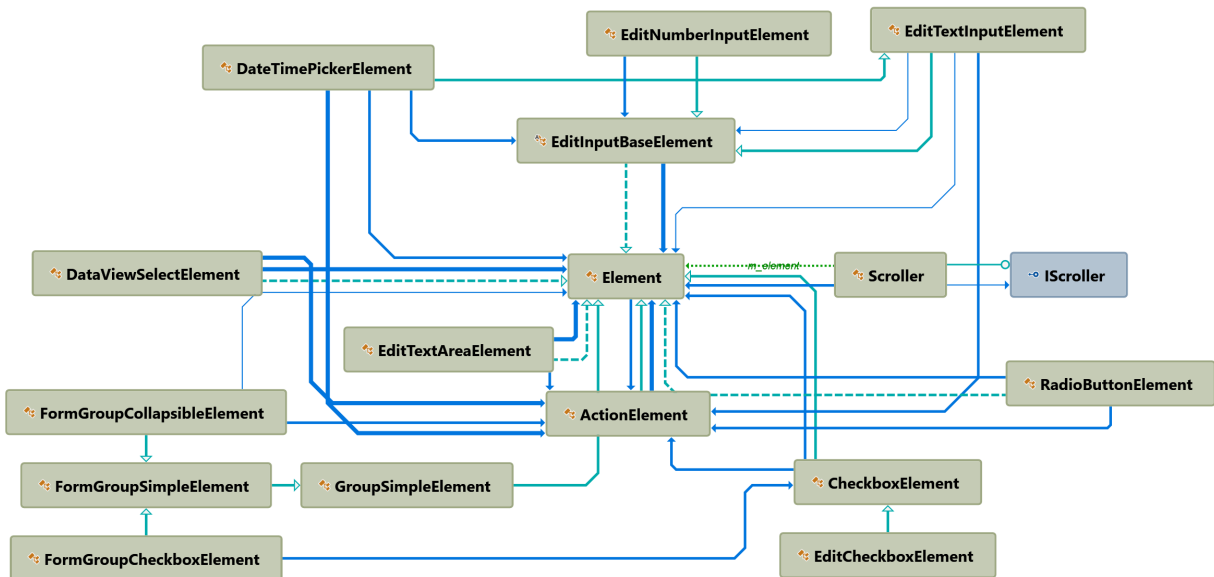 EditNumberInputElement
EditTextInputElement
DateTimePickerElement
EditInputBaseElement
DataViewSelectElement
m_element
Element
Scroller
IScroller
EditTextAreaElement
RadioButtonElement
FormGroupCollapsibleElement
ActionElement
FormGroupSimpleElement
GroupSimpleElement
CheckboxElement
FormGroupCheckboxElement
EditCheckboxElement